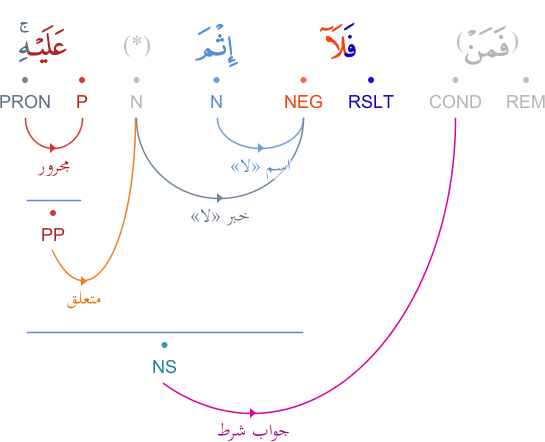 (فَمَنْ) فَلَآ إِثْمَ (*) عَلَيْهِۚ
PRON P N N NEG RSLT COND REM
اسم «لا»
مجرور
خبر «لا»
PP
متعلق
NS
جواب شرط